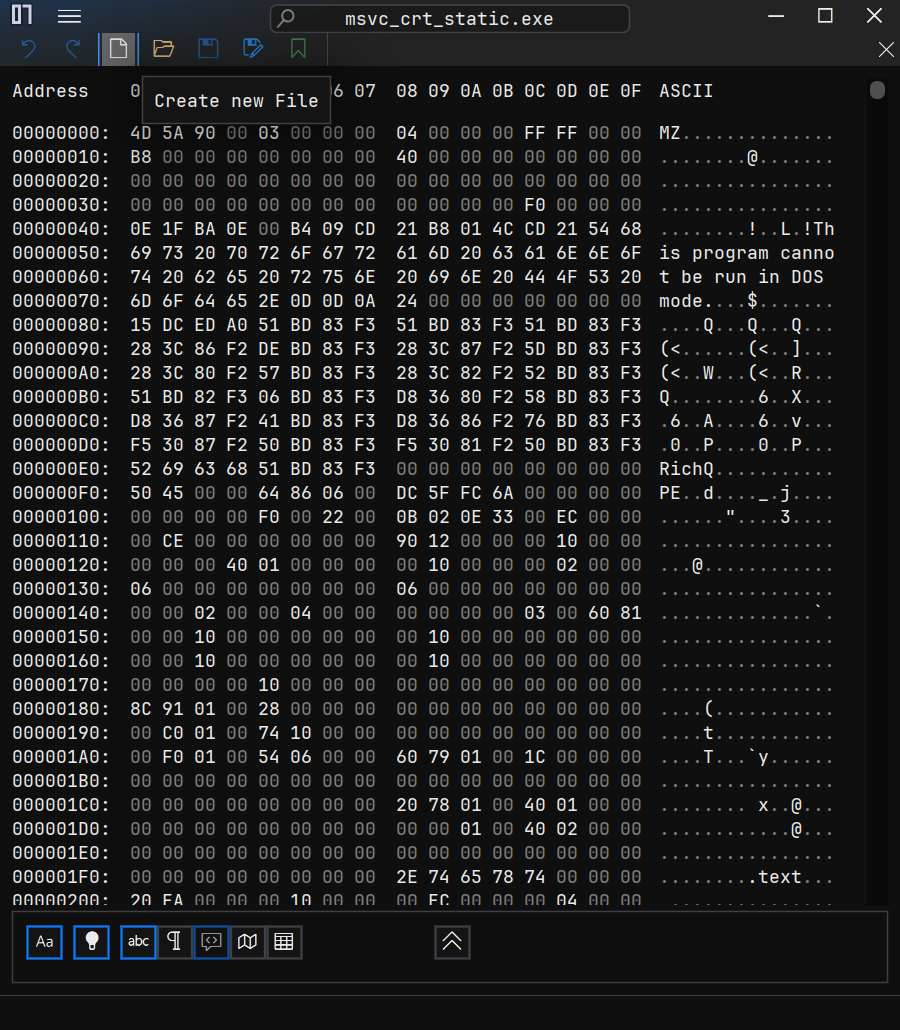 07
msvc_crt_static.exe
Address 0 06 07 08 09 0A 0B 0C 0D 0E 0F ASCII
Create new File
00000000: 4D 5A 90 00 03 00 00 00 04 00 00 00 FF FF 00 00 MZ..............
00000010: B8 00 00 00 00 00 00 00 40 00 00 00 00 00 00 00 ........@.......
00000020: 00 00 00 00 00 00 00 00 00 00 00 00 00 00 00 00 ................
00000030: 00 00 00 00 00 00 00 00 00 00 00 00 F0 00 00 00 ................
00000040: 0E 1F BA 0E 00 B4 09 CD 21 B8 01 4C CD 21 54 68 ........!..L.!Th
00000050: 69 73 20 70 72 6F 67 72 61 6D 20 63 61 6E 6E 6F is program canno
00000060: 74 20 62 65 20 72 75 6E 20 69 6E 20 44 4F 53 20 t be run in DOS
00000070: 6D 6F 64 65 2E 0D 0D 0A 24 00 00 00 00 00 00 00 mode....$.......
00000080: 15 DC ED A0 51 BD 83 F3 51 BD 83 F3 51 BD 83 F3 ....Q...Q...Q...
00000090: 28 3C 86 F2 DE BD 83 F3 28 3C 87 F2 5D BD 83 F3 (<......(<..]...
000000A0: 28 3C 80 F2 57 BD 83 F3 28 3C 82 F2 52 BD 83 F3 (<..W...(<..R...
000000B0: 51 BD 82 F3 06 BD 83 F3 D8 36 80 F2 58 BD 83 F3 Q........6..X...
000000C0: D8 36 87 F2 41 BD 83 F3 D8 36 86 F2 76 BD 83 F3 .6..A....6..v...
000000D0: F5 30 87 F2 41 BD 83 F3 F5 30 81 F2 50 BD 83 F3 .0..P....0..P...
000000E0: 52 69 63 68 51 BD 83 F3 00 00 00 00 00 00 00 00 RichQ...........
000000F0: 50 45 00 00 64 86 06 00 DC 5F FC 6A 00 00 00 00 PE..d...._.j....
00000100: 00 00 00 00 F0 00 22 00 0B 02 0E 33 00 EC 00 00 ......"....3....
00000110: 00 CE 00 00 00 00 00 00 90 12 00 00 00 10 00 00 ................
00000120: 00 00 00 40 01 00 00 00 00 10 00 00 00 02 00 00 ...@............
00000130: 06 00 00 00 00 00 00 00 06 00 00 00 00 00 00 00 ................
00000140: 00 00 02 00 00 04 00 00 00 00 00 00 03 00 60 81 ..............`.
00000150: 00 00 10 00 00 00 00 00 00 10 00 00 00 00 00 00 ................
00000160: 00 00 10 00 00 00 00 00 00 10 00 00 00 00 00 00 ................
00000170: 00 00 00 00 10 00 00 00 00 00 00 00 00 00 00 00 ................
00000180: 8C 91 01 00 28 00 00 00 00 00 00 00 00 00 00 00 ....(...........
00000190: 00 C0 01 00 74 10 00 00 00 00 00 00 00 00 00 00 ....t...........
000001A0: 00 F0 01 00 54 06 00 00 60 79 01 00 1C 00 00 00 ....T...`y......
000001B0: 00 00 00 00 00 00 00 00 00 00 00 00 00 00 00 00 ................
000001C0: 00 00 00 00 00 00 00 00 20 78 01 00 40 01 00 00 ........ x..@...
000001D0: 00 00 00 00 00 00 00 00 00 00 01 00 40 02 00 00 ............@...
000001E0: 00 00 00 00 00 00 00 00 00 00 00 00 00 00 00 00 ................
000001F0: 00 00 00 00 00 00 00 00 2E 74 65 78 74 00 00 00 .........text...
00000200: 20 EA 00 00 00 10 00 00 00 EC 00 00 00 04 00 00 ...............
Aa abc